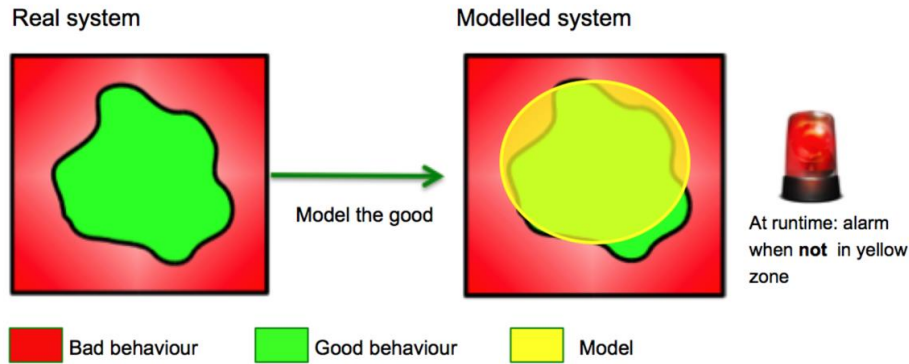 Real system
Modelled system
Model the good
At runtime: alarm
when not in yellow
zone
Bad behaviour
Good behaviour
Model